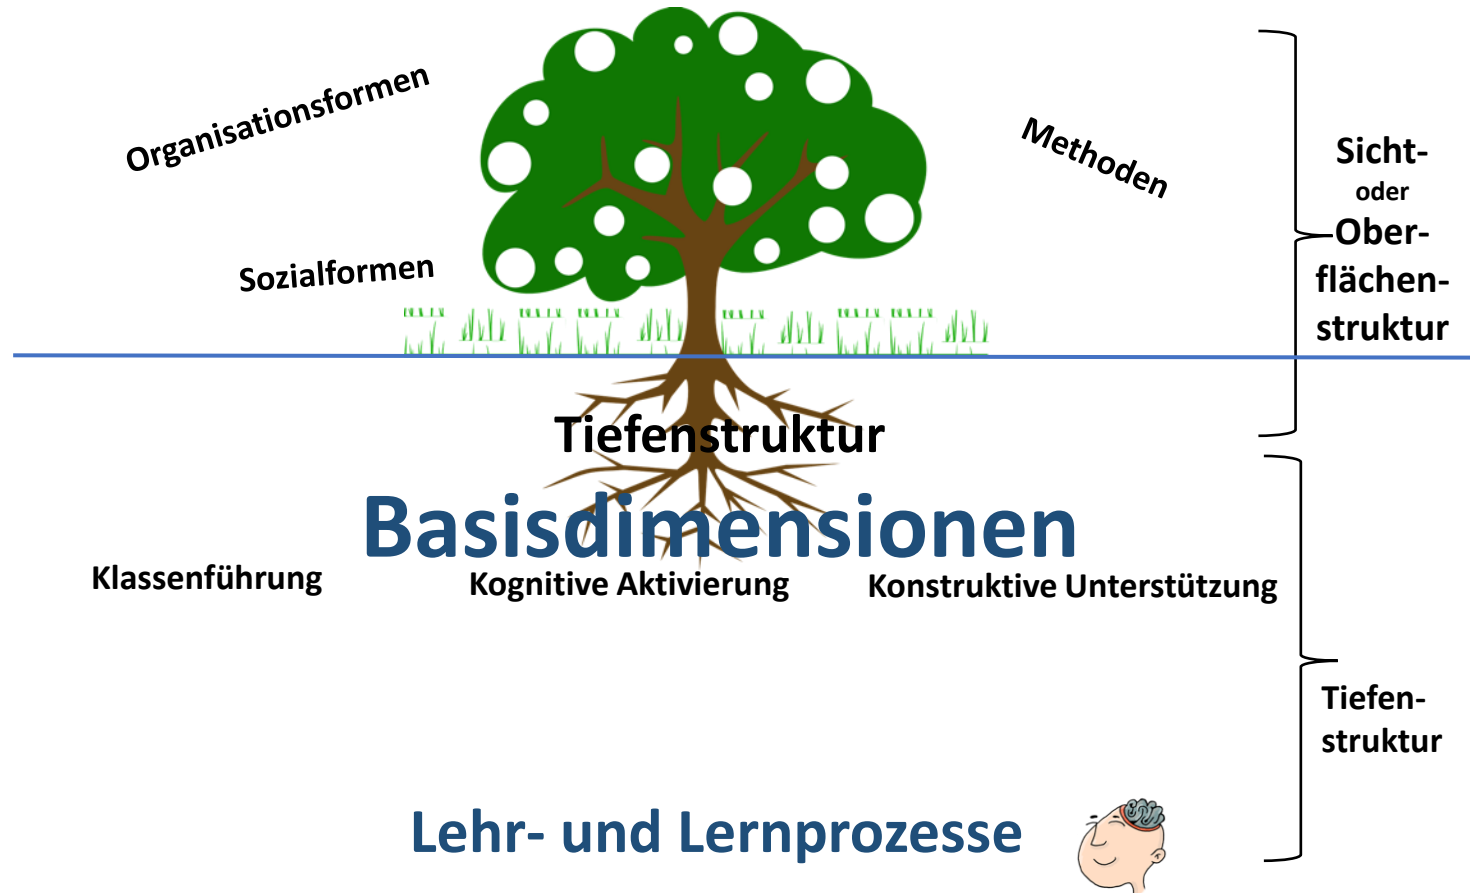 Organisationsformen
Methoden
Sozialformen
Sicht-
oder
Ober-
flächen-
struktur
Tiefenstruktur
Basisdimensionen
Klassenführung
Kognitive Aktivierung
Konstruktive Unterstützung
Tiefen-
struktur
Lehr- und Lernprozesse